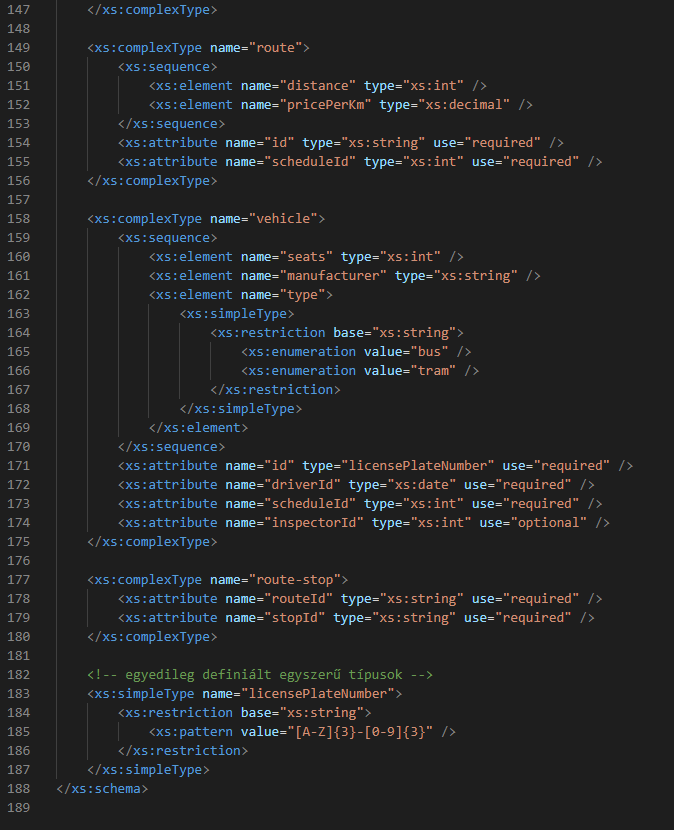 147 </xs:complexType>
148
149 <xs:complexType name="route">
150 <xs:sequence>
151 <xs:element name="distance" type="xs:int" />
152 <xs:element name="pricePerKm" type="xs:decimal" />
153 </xs:sequence>
154 <xs:attribute name="id" type="xs:string" use="required" />
155 <xs:attribute name="scheduleId" type="xs:int" use="required" />
156 </xs:complexType>
157
158 <xs:complexType name="vehicle">
159 <xs:sequence>
160 <xs:element name="seats" type="xs:int" />
161 <xs:element name="manufacturer" type="xs:string" />
162 <xs:element name="type">
163 <xs:simpleType>
164 <xs:restriction base="xs:string">
165 <xs:enumeration value="bus" />
166 <xs:enumeration value="tram" />
167 </xs:restriction>
168 </xs:simpleType>
169 </xs:element>
170 </xs:sequence>
171 <xs:attribute name="id" type="licensePlateNumber" use="required" />
172 <xs:attribute name="driverId" type="xs:date" use="required" />
173 <xs:attribute name="scheduleId" type="xs:int" use="required" />
174 <xs:attribute name="inspectorId" type="xs:int" use="optional" />
175 </xs:complexType>
176
177 <xs:complexType name="route-stop">
178 <xs:attribute name="routeId" type="xs:string" use="required" />
179 <xs:attribute name="stopId" type="xs:string" use="required" />
180 </xs:complexType>
181
182 <!-- egyedileg definiált egyszerű típusok -->
183 <xs:simpleType name="licensePlateNumber">
184 <xs:restriction base="xs:string">
185 <xs:pattern value="[A-Z]{3}-[0-9]{3}" />
186 </xs:restriction>
187 </xs:simpleType>
188 </xs:schema>
189